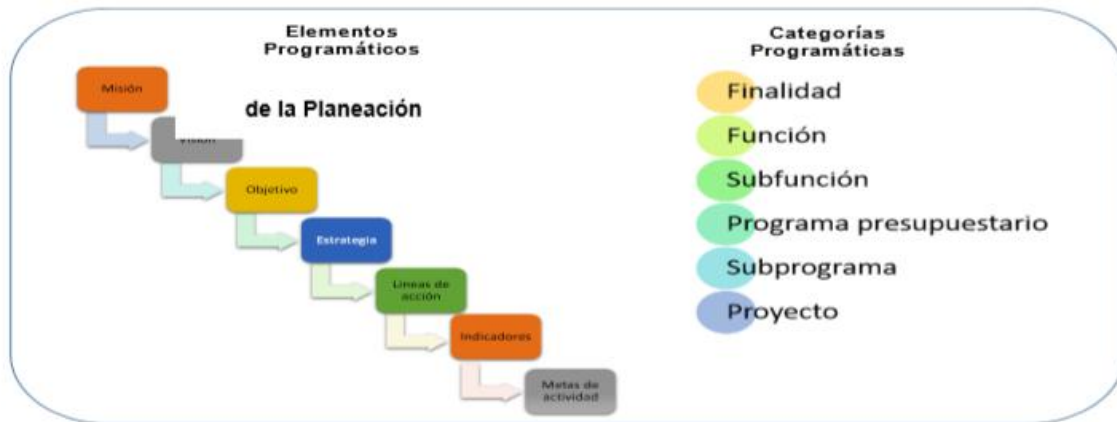 Elementos
Programáticos
de la Planeación
Misión
Visión
Objetivo
Estrategia
Líneas de
acción
Indicadores
Metas de
actividad
Categorías
Programáticas
Finalidad
Función
Subfunción
Programa presupuestario
Subprograma
Proyecto